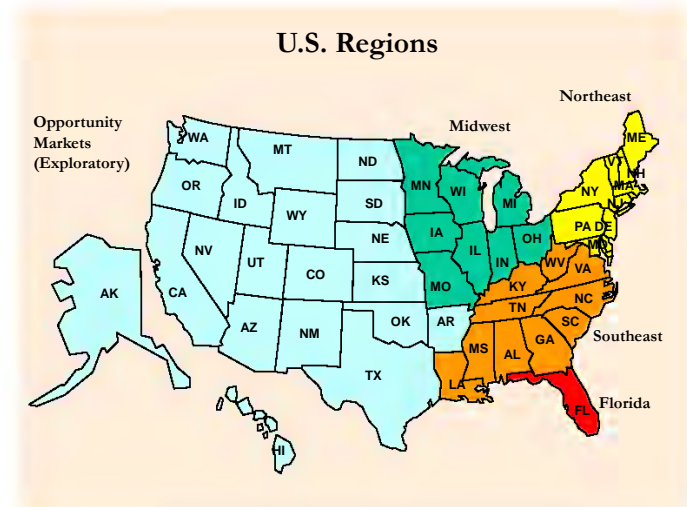 U.S. Regions
Northeast
Opportunity
Markets
(Exploratory)
Midwest
WA
MT
ND
ME
VT
NH
OR
ID
SD
MN
WI
MI
NY
MA
WY
NJ
NV
NE
IA
PA DE
UT
CO
IL
IN
OH
MD
CA
KS
MO
WV
VA
KY
AK
AZ
NM
OK
AR
TN
NC
SC
Southeast
TX
MS
AL
GA
LA
FL
Florida
HI